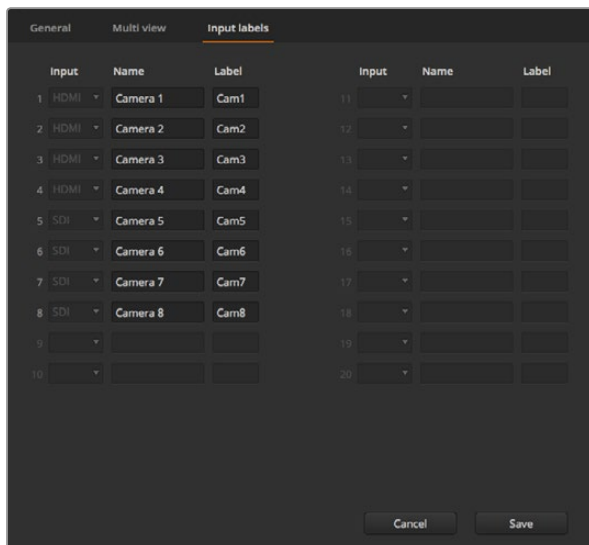 General Multi view Input labels
Input Name Label Input Name Label
1 HDMI Camera 1 Cam1 11
2 HDMI Camera 2 Cam2 12
3 HDMI Camera 3 Cam3 13
4 HDMI Camera 4 Cam4 14
5 SDI Camera 5 Cam5 15
6 SDI Camera 6 Cam6 16
7 SDI Camera 7 Cam7 17
8 SDI Camera 8 Cam8 18
9 19
10 20
Cancel Save